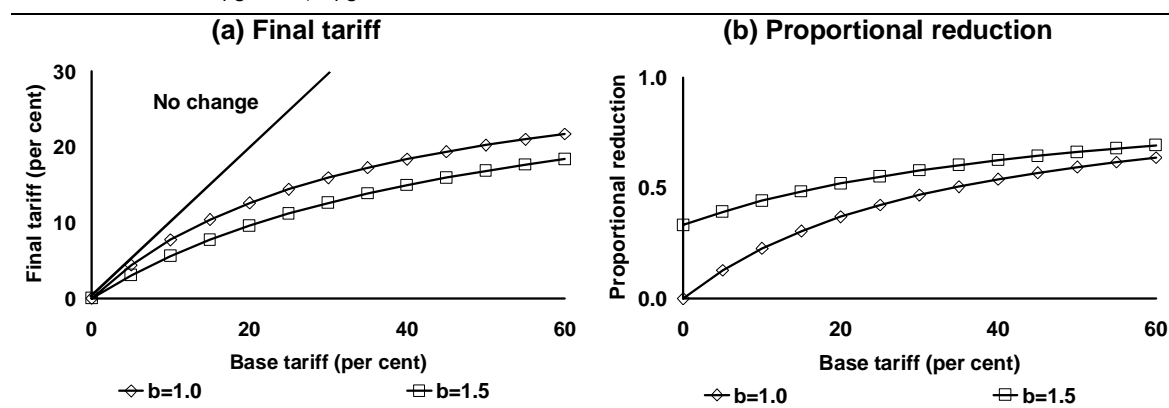 (a) Final tariff
Final tariff (per cent)
30
20
10
0
No change
0 20 40 60
Base tariff (per cent)
b=1.0 b=1.5
(b) Proportional reduction
Proportional reduction
1.0
0.5
0.0
0 20 40 60
Base tariff (per cent)
b=1.0 b=1.5